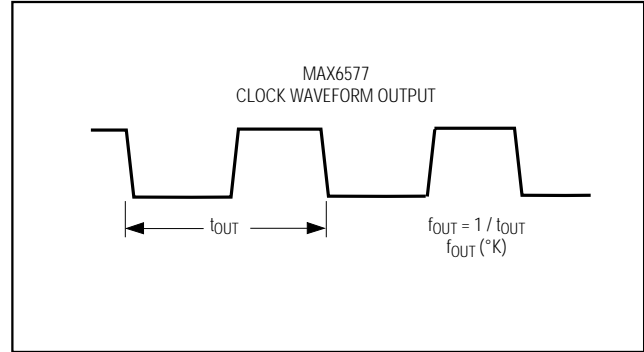 MAX6577
CLOCK WAVEFORM OUTPUT
tOUT
fOUT = 1 / tOUT
fOUT (°K)